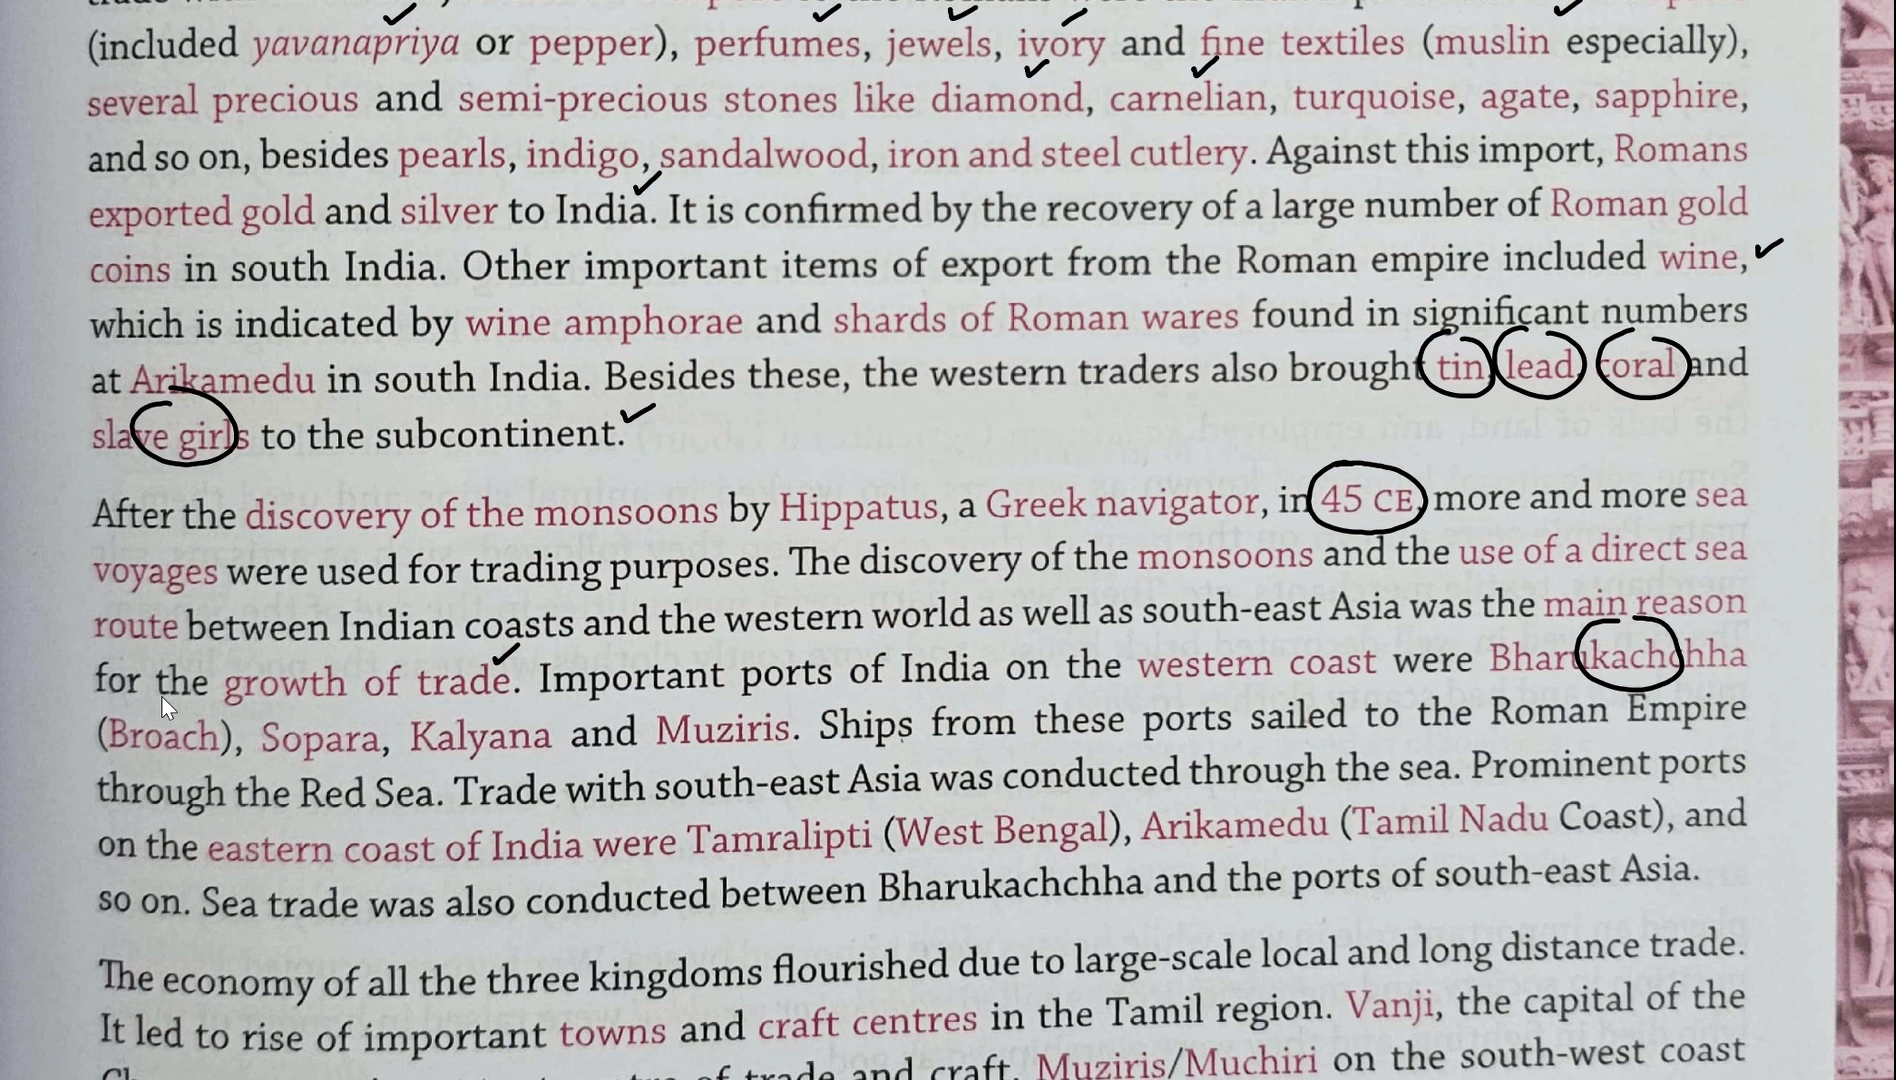 (included yavanapriya or pepper), perfumes, jewels, ivory and fine textiles (muslin especially),
several precious and semi-precious stones like diamond, carnelian, turquoise, agate, sapphire,
and so on, besides pearls, indigo, sandalwood, iron and steel cutlery. Against this import, Romans
exported gold and silver to India. It is confirmed by the recovery of a large number of Roman gold
coins in south India. Other important items of export from the Roman empire included wine,
which is indicated by wine amphorae and shards of Roman wares found in significant numbers
at Arikamedu in south India. Besides these, the western traders also brought tin, lead, coral and
slave girls to the subcontinent.
After the discovery of the monsoons by Hippatus, a Greek navigator, in 45 CE, more and more sea
voyages were used for trading purposes. The discovery of the monsoons and the use of a direct sea
route between Indian coasts and the western world as well as south-east Asia was the main reason
for the growth of trade. Important ports of India on the western coast were Bharukachchha
(Broach), Sopara, Kalyana and Muziris. Ships from these ports sailed to the Roman Empire
through the Red Sea. Trade with south-east Asia was conducted through the sea. Prominent ports
on the eastern coast of India were Tamralipti (West Bengal), Arikamedu (Tamil Nadu Coast), and
so on. Sea trade was also conducted between Bharukachchha and the ports of south-east Asia.
The economy of all the three kingdoms flourished due to large-scale local and long distance trade.
It led to rise of important towns and craft centres in the Tamil region. Vanji, the capital of the
of trade and craft. Muziris/Muchiri on the south-west coast